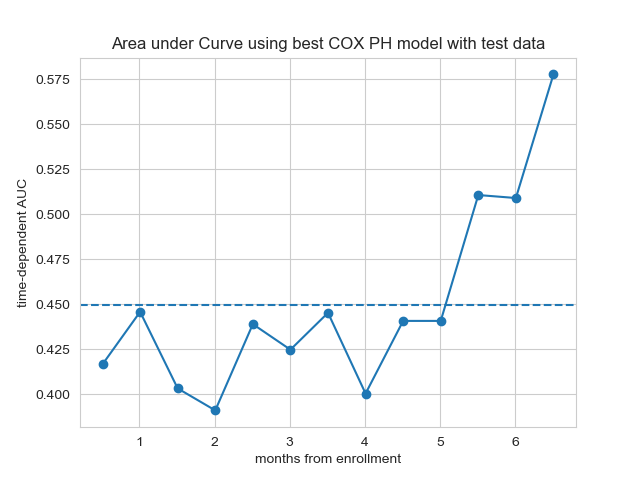 Area under Curve using best COX PH model with test data
time-dependent AUC
0.575
0.550
0.525
0.500
0.475
0.450
0.425
0.400
1 2 3 4 5 6
months from enrollment